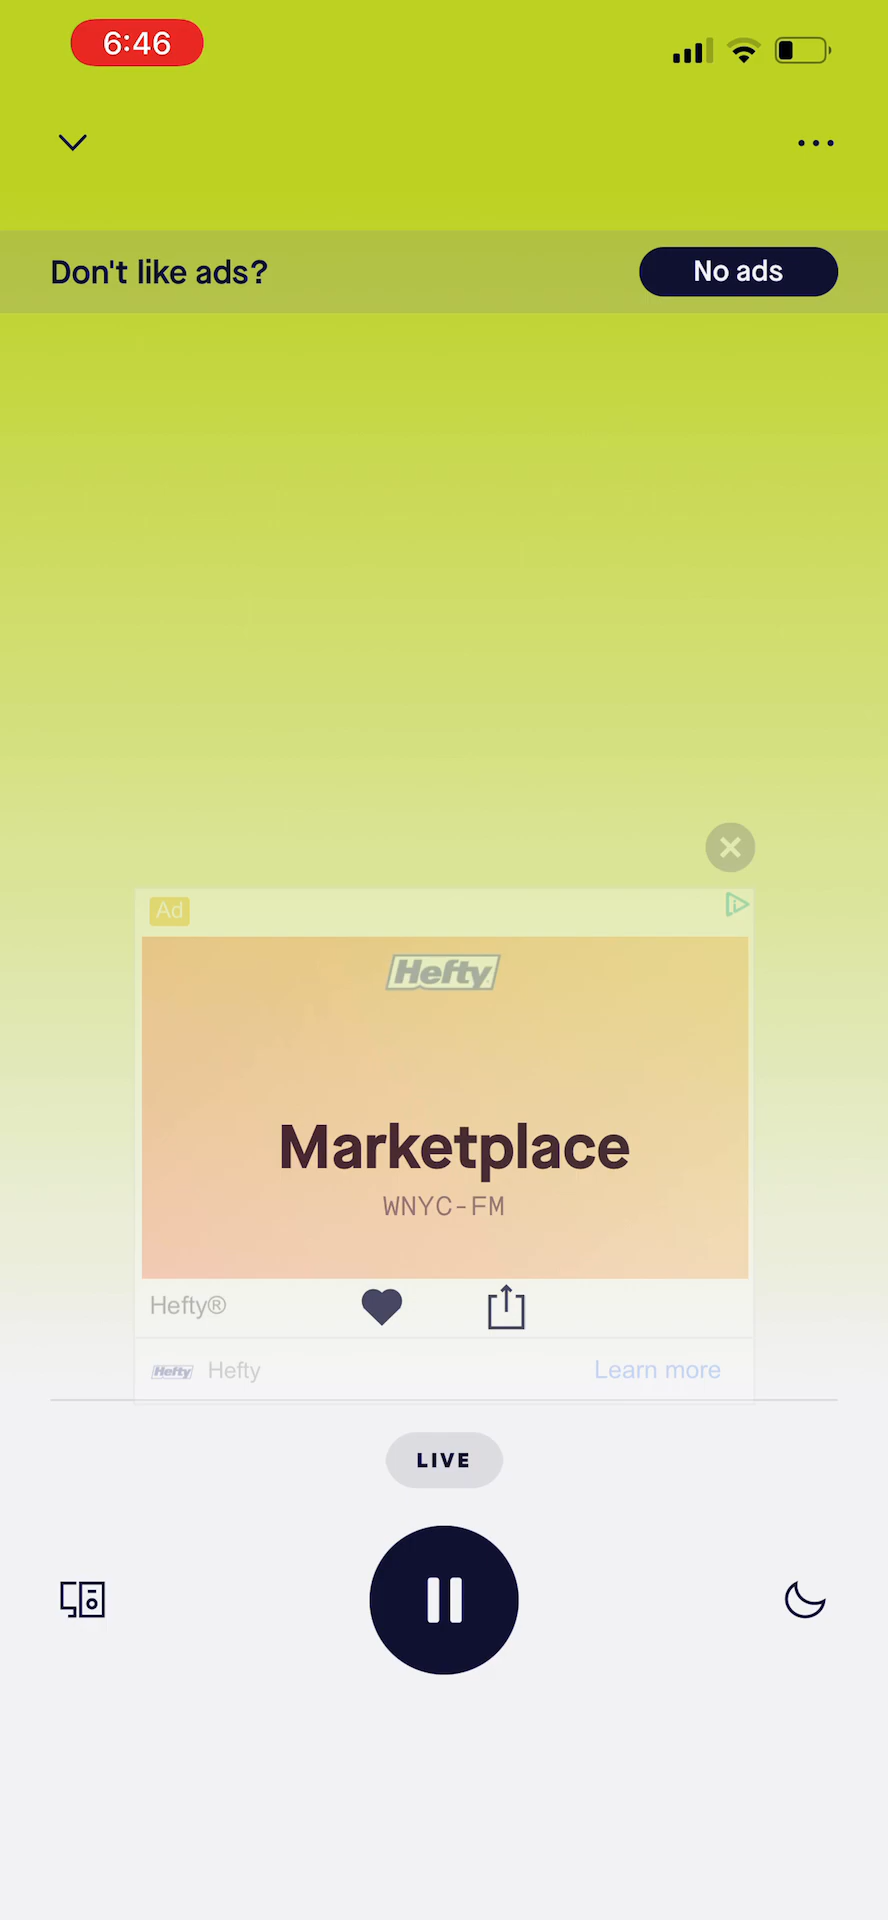 6:46
Don't like ads?
No ads
Ad
Hefty
Marketplace
WNYC-FM
Hefty®
Hefty Hefty
Learn more
LIVE